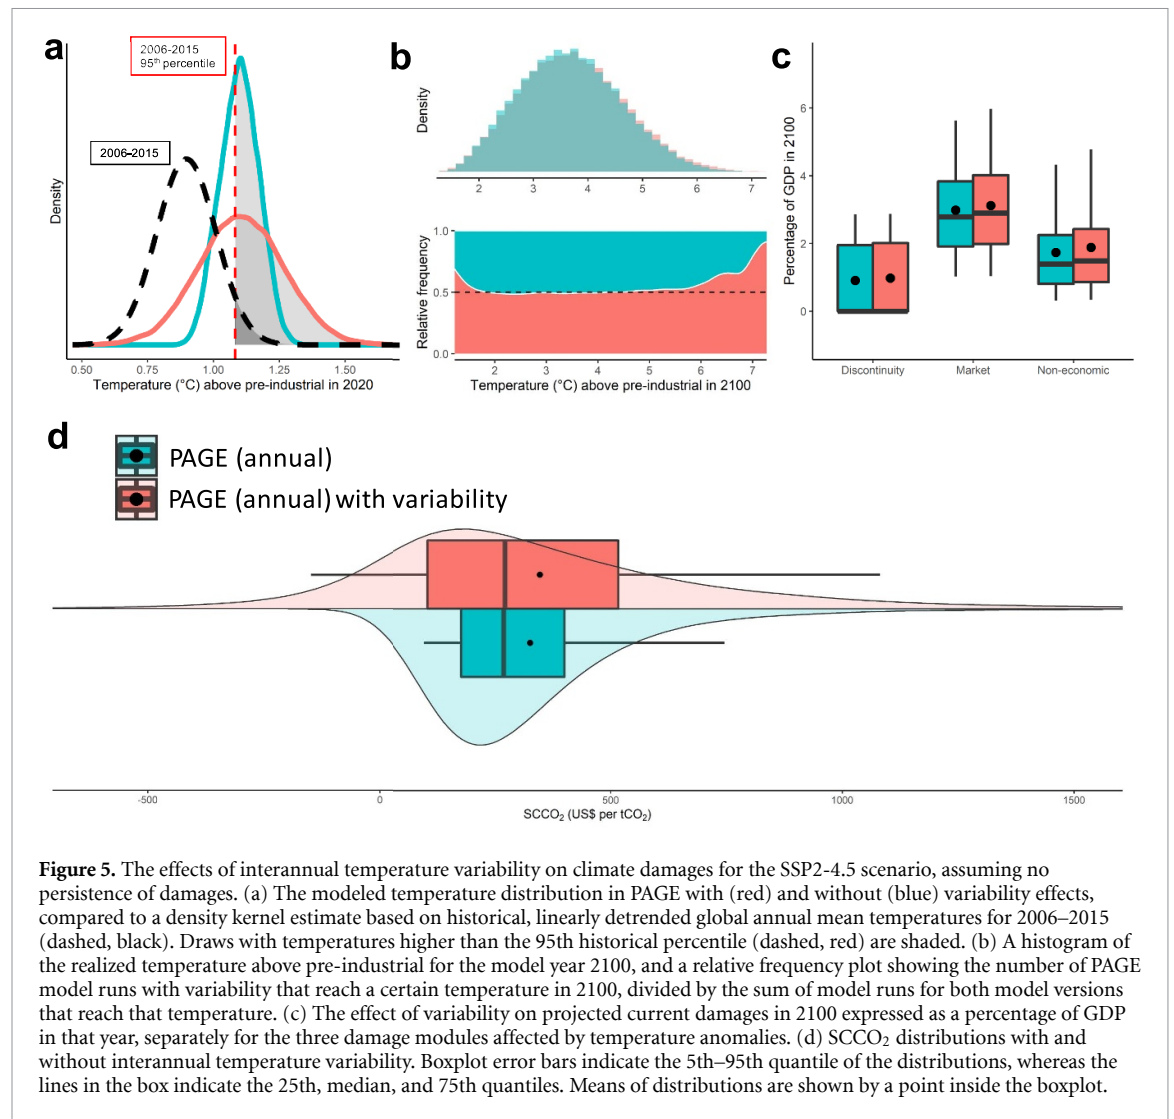 a
2006-2015
95th percentile
2006-2015
Density
0.50 0.75 1.00 1.25 1.50
Temperature (°C) above pre-industrial in 2020
b
Density
2 3 4 5 6 7
Relative frequency
1.0
0.5
0.0
2 3 4 5 6 7
Temperature (°C) above pre-industrial in 2100
c
Percentage of GDP in 2100
6
4
2
0
Discontinuity Market Non-economic
d
PAGE (annual)
PAGE (annual) with variability
-500 0 500 1000 1500
SCCO₂ (US$ per tCO₂)
Figure 5. The effects of interannual temperature variability on climate damages for the SSP2-4.5 scenario, assuming no
persistence of damages. (a) The modeled temperature distribution in PAGE with (red) and without (blue) variability effects,
compared to a density kernel estimate based on historical, linearly detrended global annual mean temperatures for 2006–2015
(dashed, black). Draws with temperatures higher than the 95th historical percentile (dashed, red) are shaded. (b) A histogram of
the realized temperature above pre-industrial for the model year 2100, and a relative frequency plot showing the number of PAGE
model runs with variability that reach a certain temperature in 2100, divided by the sum of model runs for both model versions
that reach that temperature. (c) The effect of variability on projected current damages in 2100 expressed as a percentage of GDP
in that year, separately for the three damage modules affected by temperature anomalies. (d) SCCO₂ distributions with and
without interannual temperature variability. Boxplot error bars indicate the 5th–95th quantile of the distributions, whereas the
lines in the box indicate the 25th, median, and 75th quantiles. Means of distributions are shown by a point inside the boxplot.